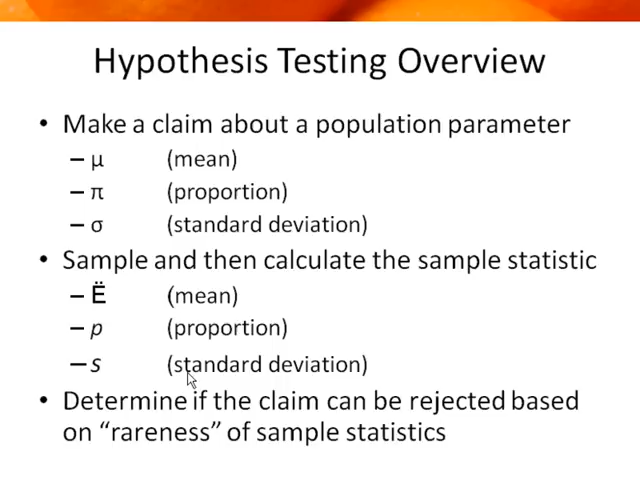 Hypothesis Testing Overview
• Make a claim about a population parameter
– μ (mean)
– π (proportion)
– σ (standard deviation)
• Sample and then calculate the sample statistic
– Ë (mean)
– p (proportion)
– s (standard deviation)
• Determine if the claim can be rejected based
on “rareness” of sample statistics